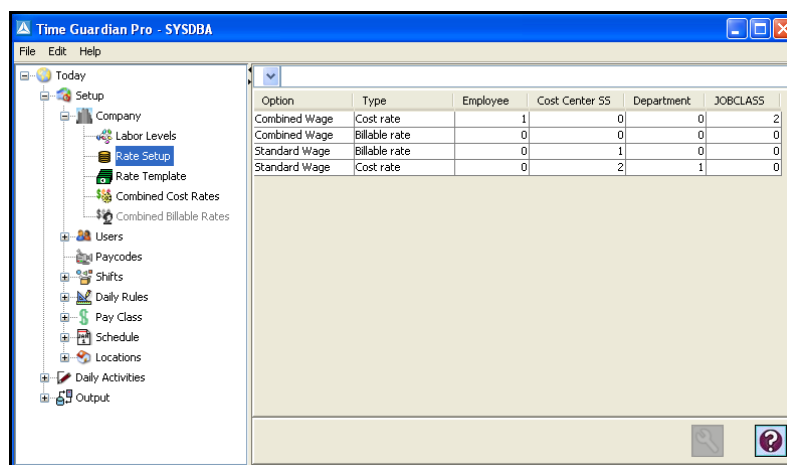 Time Guardian Pro - SYSDBA
File Edit Help
Today
Setup
Company
Labor Levels
Rate Setup
Rate Template
Combined Cost Rates
Combined Billable Rates
Users
Paycodes
Shifts
Daily Rules
Pay Class
Schedule
Locations
Daily Activities
Output
Option Type Employee Cost Center SS Department JOBCLASS
Combined Wage Cost rate 1 0 0 2
Combined Wage Billable rate 0 0 0 0
Standard Wage Billable rate 0 1 0 0
Standard Wage Cost rate 0 2 1 0